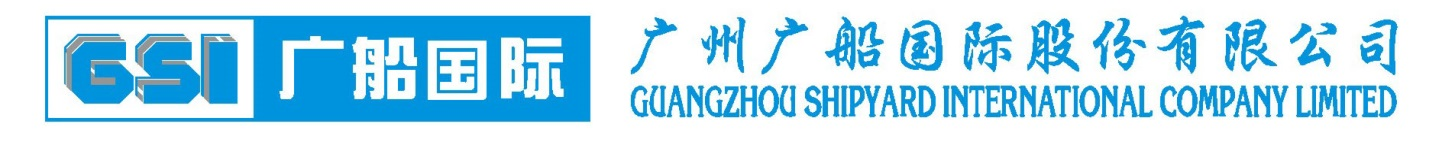 GSI 广船国际
广州广船国际股份有限公司
GUANGZHOU SHIPYARD INTERNATIONAL COMPANY LIMITED